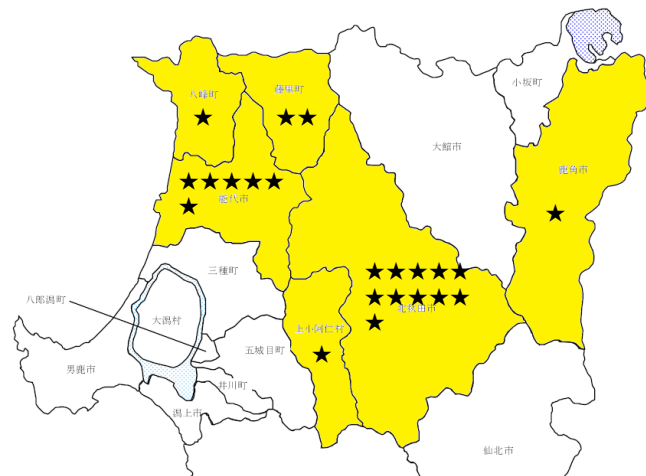 小坂町
八峰町
藤里町
★
★★
大館市
鹿角市
★★★★★
能代市
★
★
三種町
★★★★★
八郎潟町
★★★★★
北秋田市
大潟村
★
上小阿仁村
五城目町
★
男鹿市
井川町
潟上市
仙北市